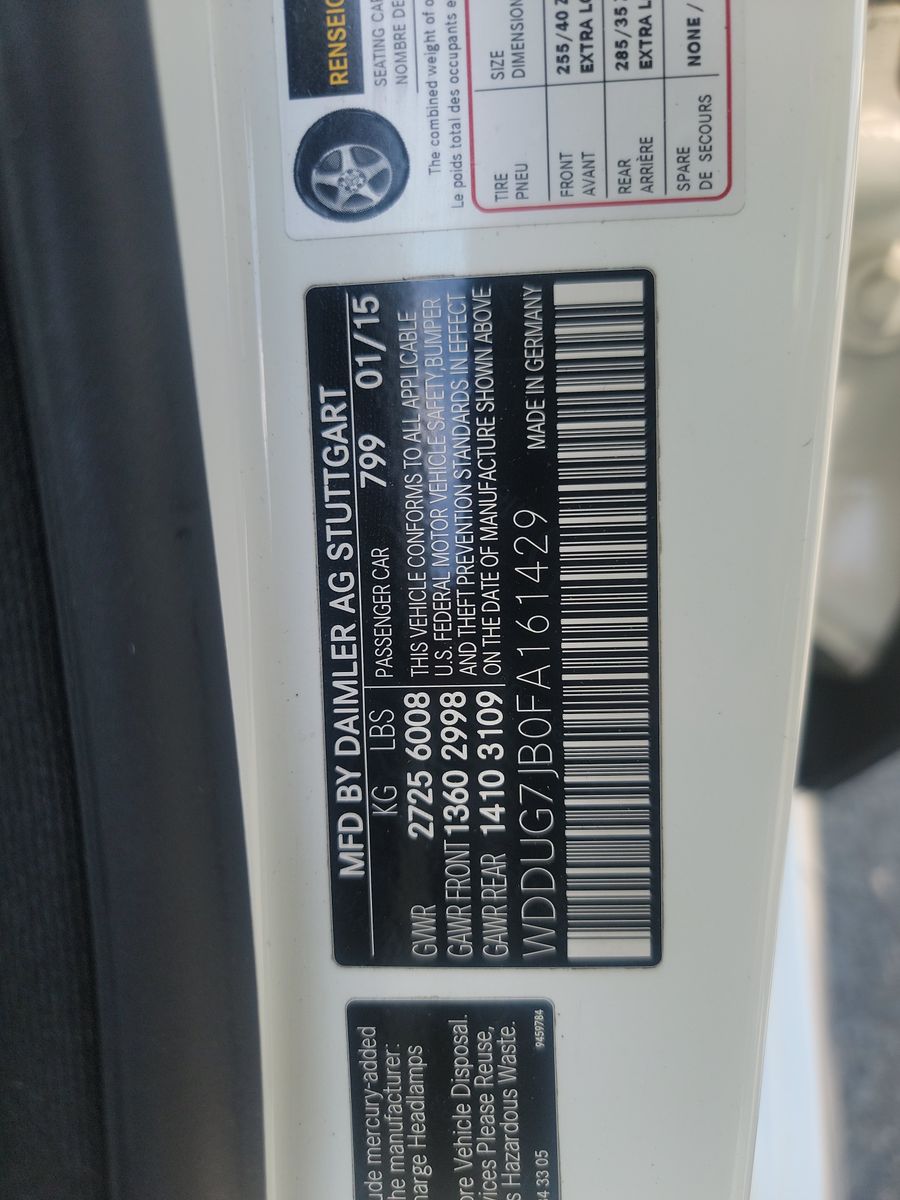 ude mercury-added
he manufacturer:
harge Headlamps
ore Vehicle Disposal.
vices Please Reuse,
s Hazardous Waste.
34 33 05
9459784
MFD BY DAIMLER AG STUTTGART
KG LBS PASSENGER CAR 799 01/15
GVWR 2725 6008 THIS VEHICLE CONFORMS TO ALL APPLICABLE
GAWR FRONT 1360 2998 U.S. FEDERAL MOTOR VEHICLE SAFETY,BUMPER
AND THEFT PREVENTION STANDARDS IN EFFECT
GAWR REAR 1410 3109 ON THE DATE OF MANUFACTURE SHOWN ABOVE
WDDUG7JB0FA161429 MADE IN GERMANY
RENSEIG
SEATING CA
NOMBRE DE
The combined weight of o
Le poids total des occupants e
TIRE SIZE
PNEU DIMENSION
FRONT 255/40 Z
AVANT EXTRA LO
REAR 285/35
ARRIÈRE EXTRA L
SPARE NONE /
DE SECOURS